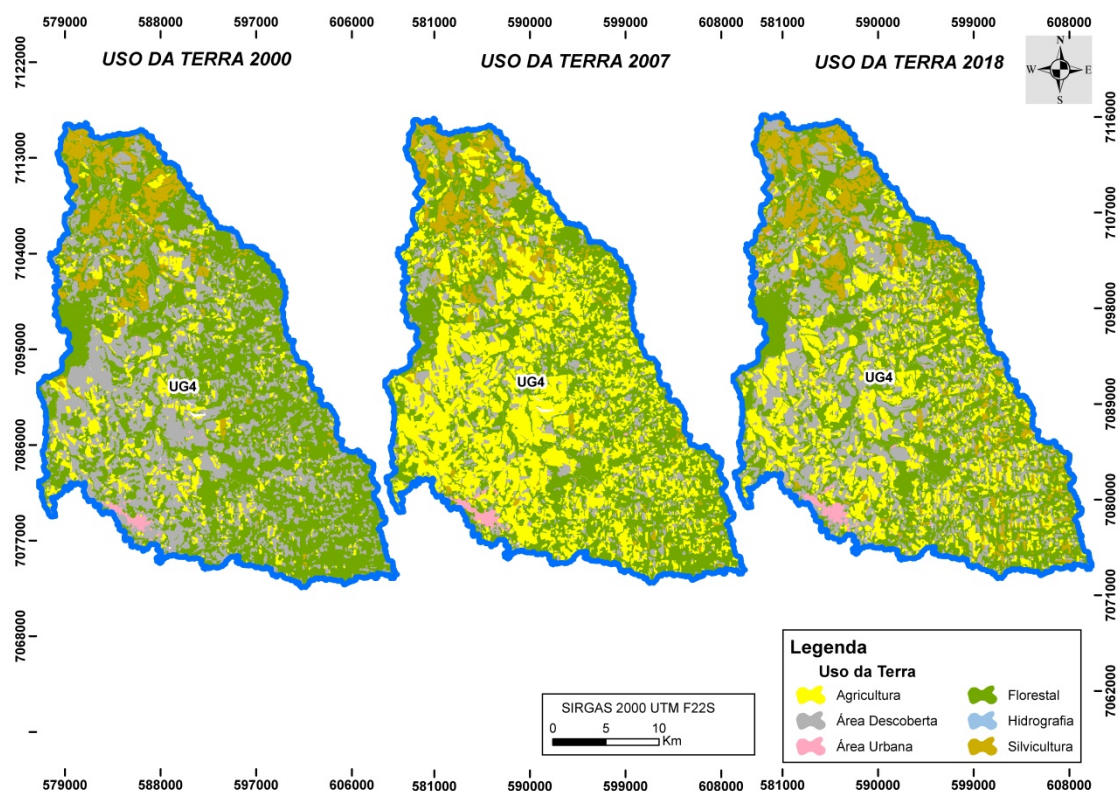 579000 588000 597000 606000 581000 590000 599000 608000 581000 590000 599000 608000
USO DA TERRA 2000 USO DA TERRA 2007 USO DA TERRA 2018
N
W E
S
7122000
7113000
7104000
7095000
7086000
7077000
7068000
7116000
7107000
7098000
7089000
7080000
7071000
7062000
UG4 UG4 UG4
Legenda
Uso da Terra
Agricultura Florestal
Área Descoberta Hidrografia
Área Urbana Silvicultura
SIRGAS 2000 UTM F22S
0 5 10
Km
579000 588000 597000 606000 581000 590000 599000 608000 581000 590000 599000 608000